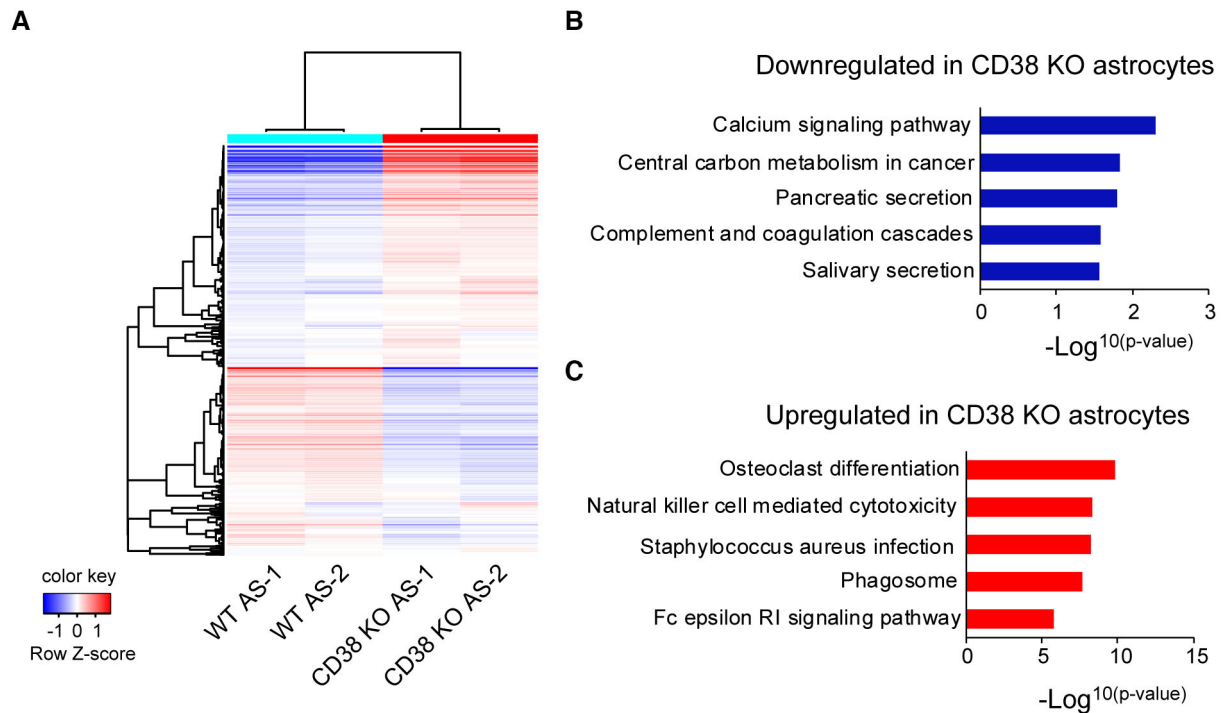 A
color key
-1 0 1
Row Z-score
WT AS-1
WT AS-2
CD38 KO AS-1
CD38 KO AS-2
B
Downregulated in CD38 KO astrocytes
Calcium signaling pathway
Central carbon metabolism in cancer
Pancreatic secretion
Complement and coagulation cascades
Salivary secretion
0 1 2 3
-Log10(p-value)
C
Upregulated in CD38 KO astrocytes
Osteoclast differentiation
Natural killer cell mediated cytotoxicity
Staphylococcus aureus infection
Phagosome
Fc epsilon RI signaling pathway
0 5 10 15
-Log10(p-value)